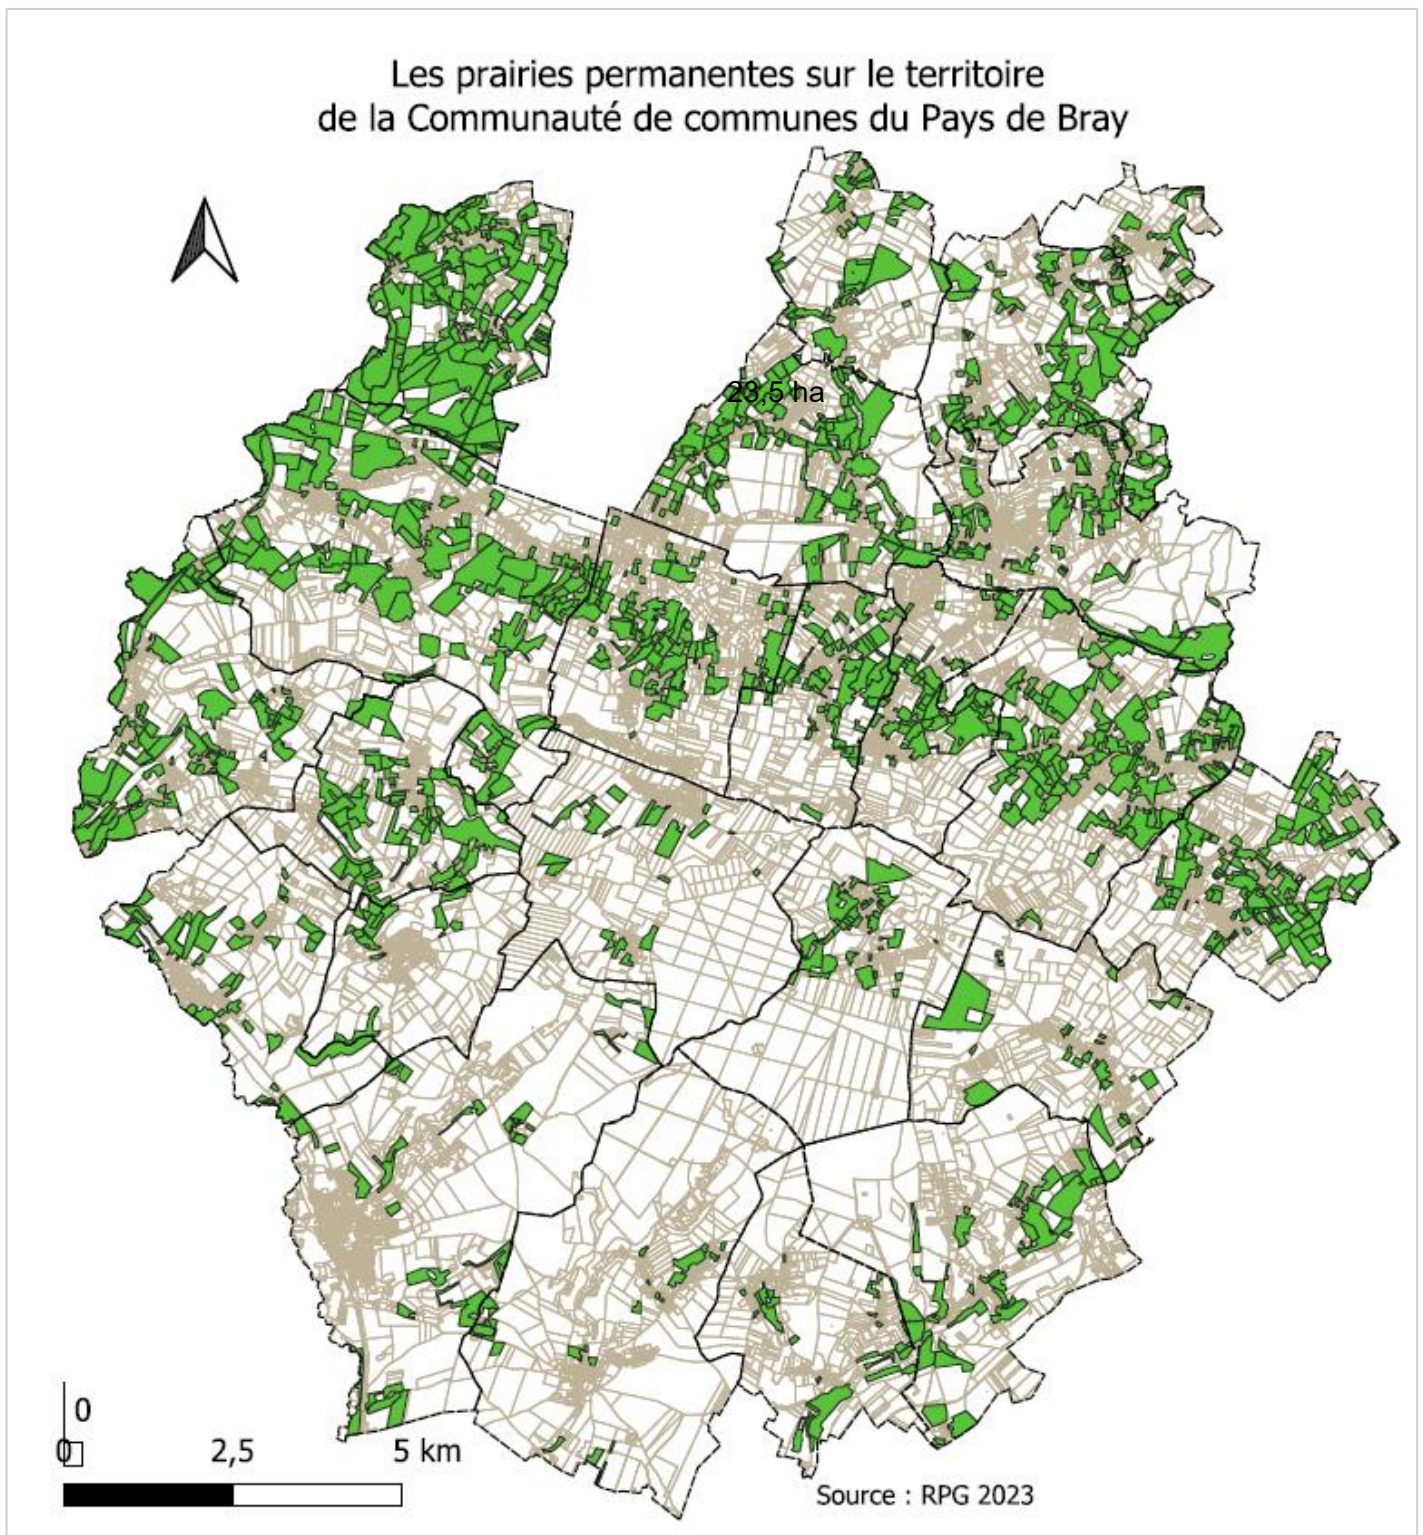 Les prairies permanentes sur le territoire
de la Communauté de communes du Pays de Bray
23,5 ha
0
0 2,5 5 km
Source : RPG 2023